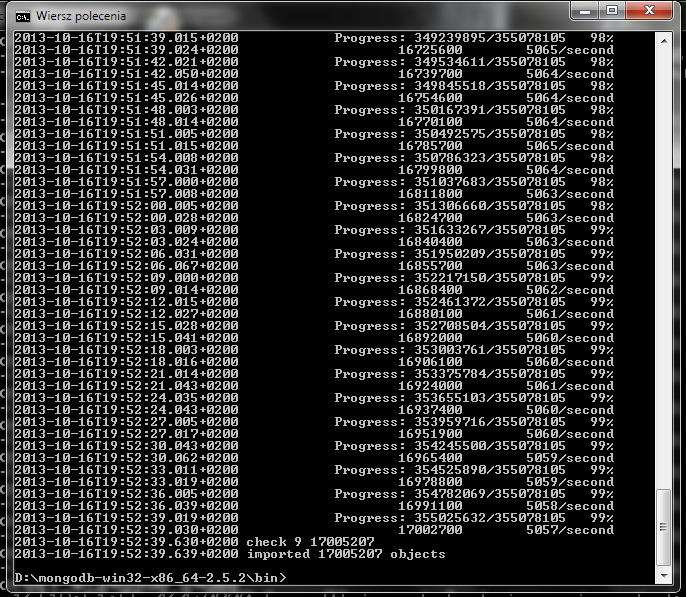 Wiersz polecenia
2013-10-16T19:51:39.015+0200 Progress: 349239895/355078105 98%
2013-10-16T19:51:39.024+0200 16725600 5065/second
2013-10-16T19:51:42.021+0200 Progress: 349534611/355078105 98%
2013-10-16T19:51:42.050+0200 16739700 5064/second
2013-10-16T19:51:45.014+0200 Progress: 349845518/355078105 98%
2013-10-16T19:51:45.026+0200 16754600 5064/second
2013-10-16T19:51:48.003+0200 Progress: 350167391/355078105 98%
2013-10-16T19:51:48.014+0200 16770100 5064/second
2013-10-16T19:51:51.005+0200 Progress: 350492575/355078105 98%
2013-10-16T19:51:51.015+0200 16785700 5065/second
2013-10-16T19:51:54.008+0200 Progress: 350786323/355078105 98%
2013-10-16T19:51:54.031+0200 16799800 5064/second
2013-10-16T19:51:57.000+0200 Progress: 351037683/355078105 98%
2013-10-16T19:51:57.008+0200 16811800 5063/second
2013-10-16T19:52:00.005+0200 Progress: 351306660/355078105 98%
2013-10-16T19:52:00.028+0200 16824700 5063/second
2013-10-16T19:52:03.009+0200 Progress: 351633267/355078105 99%
2013-10-16T19:52:03.024+0200 16840400 5063/second
2013-10-16T19:52:06.031+0200 Progress: 351950209/355078105 99%
2013-10-16T19:52:06.067+0200 16855700 5063/second
2013-10-16T19:52:09.000+0200 Progress: 352217150/355078105 99%
2013-10-16T19:52:09.014+0200 16868400 5062/second
2013-10-16T19:52:12.015+0200 Progress: 352461372/355078105 99%
2013-10-16T19:52:12.027+0200 16880100 5061/second
2013-10-16T19:52:15.028+0200 Progress: 352708504/355078105 99%
2013-10-16T19:52:15.041+0200 16892000 5060/second
2013-10-16T19:52:18.003+0200 Progress: 353003761/355078105 99%
2013-10-16T19:52:18.016+0200 16906100 5060/second
2013-10-16T19:52:21.014+0200 Progress: 353375784/355078105 99%
2013-10-16T19:52:21.043+0200 16924000 5061/second
2013-10-16T19:52:24.035+0200 Progress: 353655103/355078105 99%
2013-10-16T19:52:24.043+0200 16937400 5060/second
2013-10-16T19:52:27.005+0200 Progress: 353959716/355078105 99%
2013-10-16T19:52:27.017+0200 16951900 5060/second
2013-10-16T19:52:30.043+0200 Progress: 354245500/355078105 99%
2013-10-16T19:52:30.062+0200 16965400 5059/second
2013-10-16T19:52:33.011+0200 Progress: 354525890/355078105 99%
2013-10-16T19:52:33.019+0200 16978800 5059/second
2013-10-16T19:52:36.005+0200 Progress: 354782069/355078105 99%
2013-10-16T19:52:36.039+0200 16991100 5058/second
2013-10-16T19:52:39.019+0200 Progress: 355025632/355078105 99%
2013-10-16T19:52:39.030+0200 17002700 5057/second
2013-10-16T19:52:39.630+0200 check 9 17005207
2013-10-16T19:52:39.639+0200 imported 17005207 objects
D:\mongodb-win32-x86_64-2.5.2\bin>